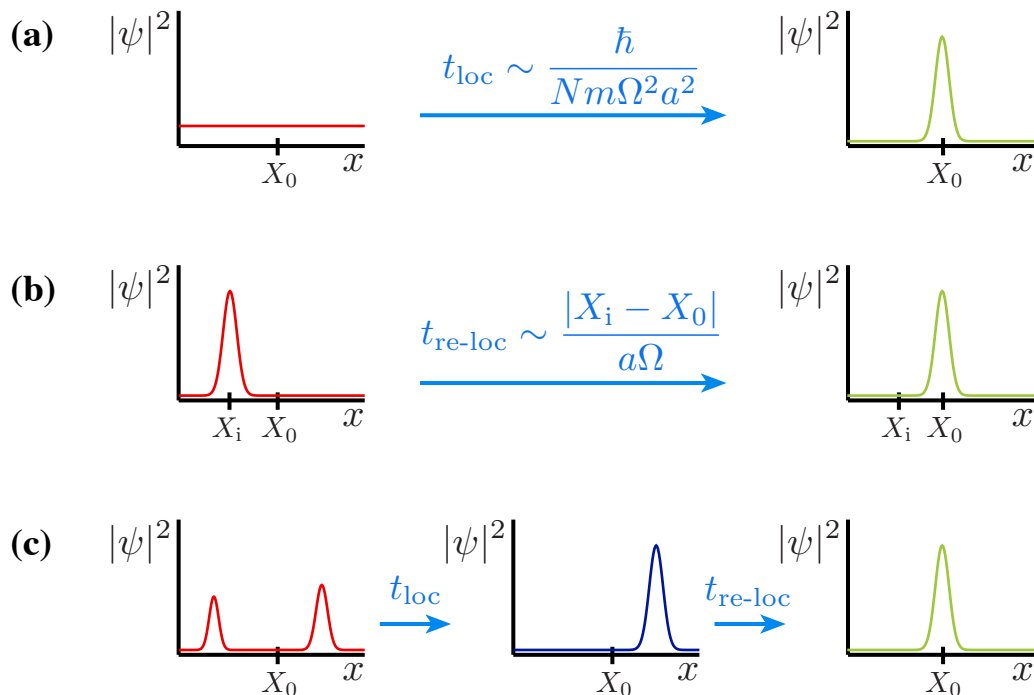 (a)
|ψ|²
X₀
x
t_loc ∼ ħ / (NmΩ²a²)
|ψ|²
X₀
x
(b)
|ψ|²
X_i X₀
x
t_re-loc ∼ |X_i − X₀| / (aΩ)
|ψ|²
X_i X₀
x
(c)
|ψ|²
X₀
x
t_loc
|ψ|²
X₀
x
t_re-loc
|ψ|²
X₀
x